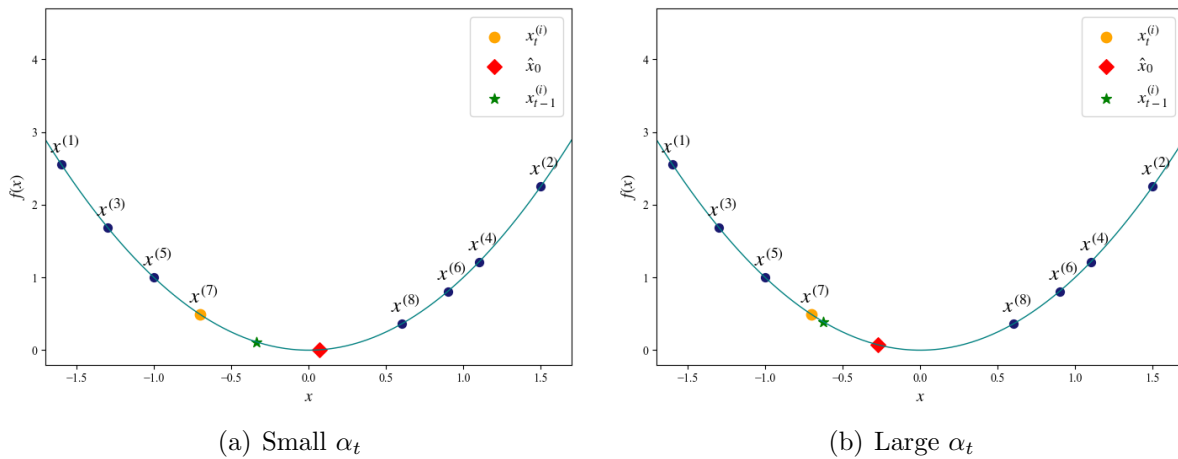 x_t^{(i)}
x̂_0
x_{t-1}^{(i)}
4
3
2
1
0
f(x)
x^{(1)}
x^{(3)}
x^{(5)}
x^{(7)}
x^{(8)}
x^{(6)}
x^{(4)}
x^{(2)}
−1.5 −1.0 −0.5 0.0 0.5 1.0 1.5
x
(a) Small α_t
x_t^{(i)}
x̂_0
x_{t-1}^{(i)}
4
3
2
1
0
f(x)
x^{(1)}
x^{(3)}
x^{(5)}
x^{(7)}
x^{(8)}
x^{(6)}
x^{(4)}
x^{(2)}
−1.5 −1.0 −0.5 0.0 0.5 1.0 1.5
x
(b) Large α_t